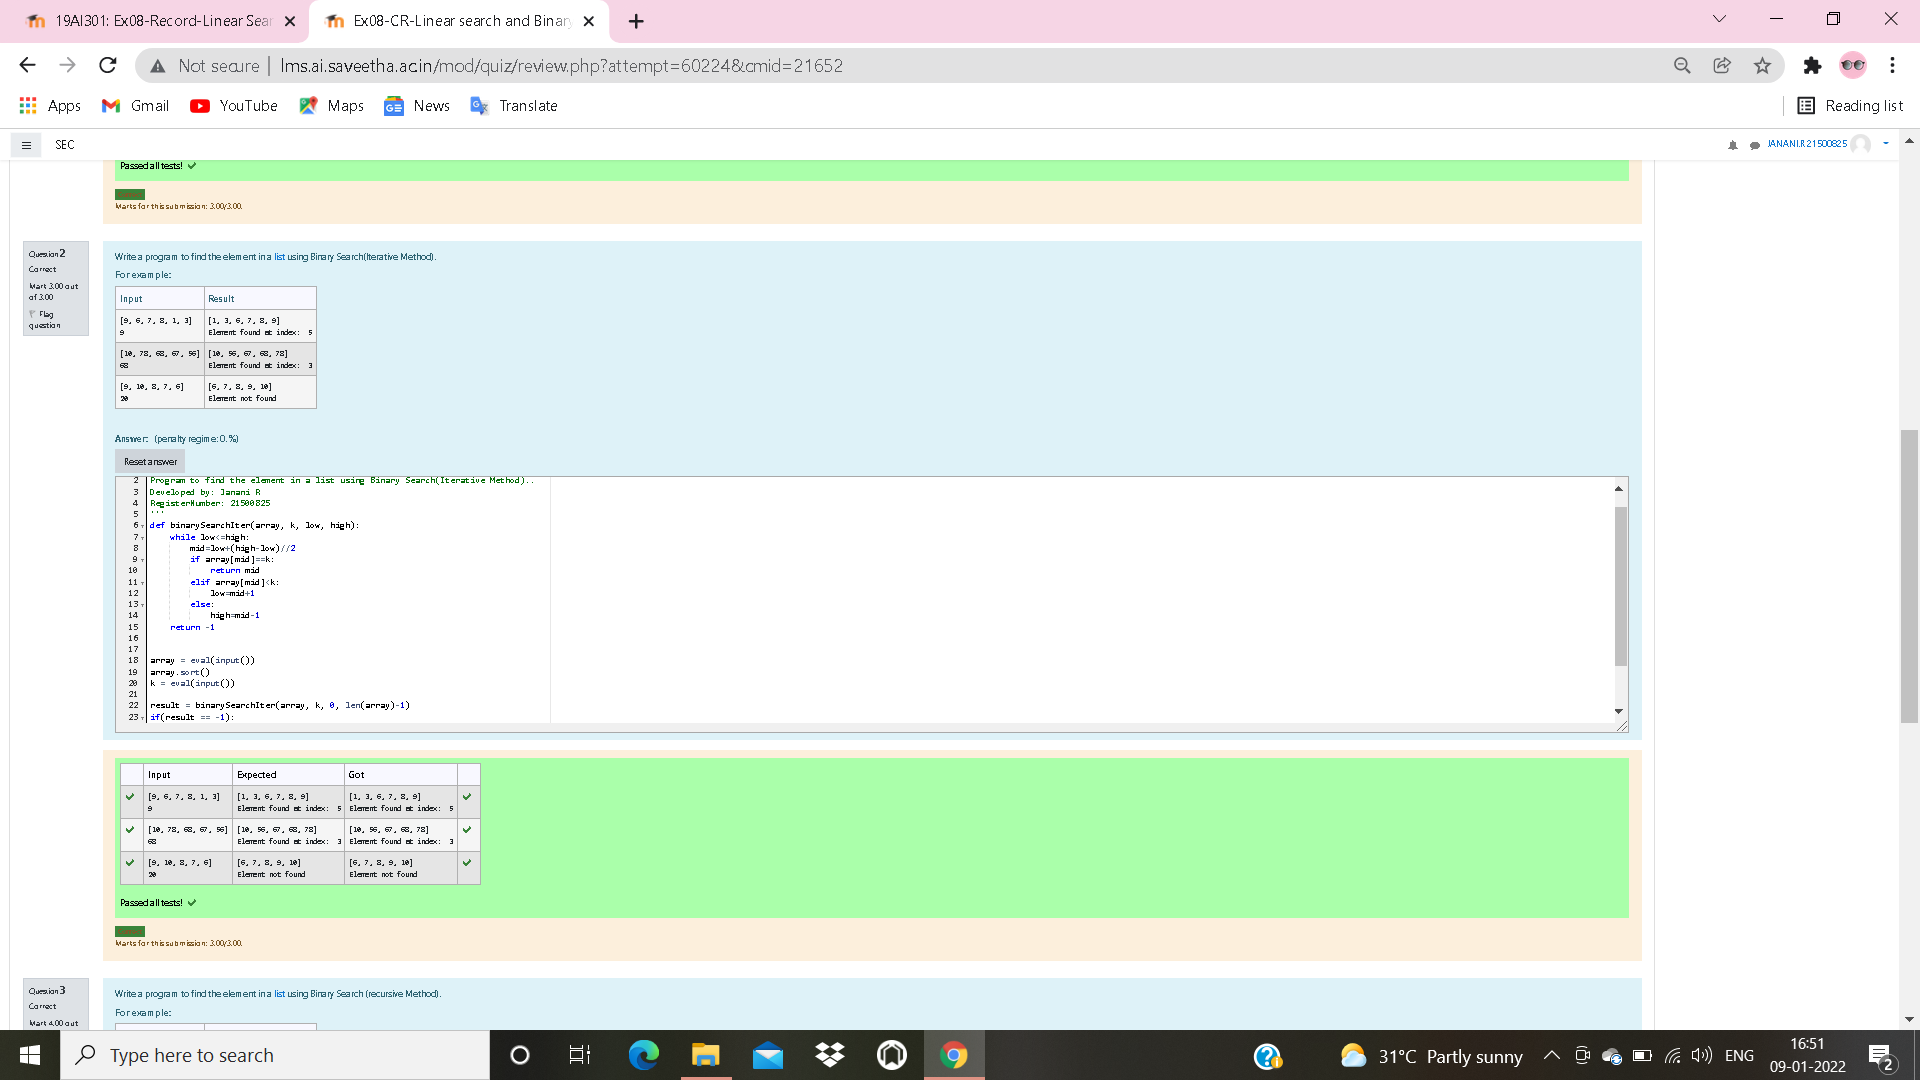 19AI301: Ex08-Record-Linear Sear
Ex08-CR-Linear search and Binary
Not secure | lms.ai.saveetha.ac.in/mod/quiz/review.php?attempt=60224&cmid=21652
Apps Gmail YouTube Maps News Translate Reading list
SEC JANANI.R 21500825
Passed all tests!
Marks for this submission: 3.00/3.00.
Question 2
Correct
Mark 3.00 out
of 3.00
Flag
question
Write a program to find the element in a list using Binary Search(Iterative Method).
For example:
Input Result
[9, 6, 7, 8, 1, 3] [1, 3, 6, 7, 8, 9]
9 Element found at index: 5
[10, 78, 68, 67, 56] [10, 56, 67, 68, 78]
68 Element found at index: 3
[9, 10, 8, 7, 6] [6, 7, 8, 9, 10]
20 Element not found
Answer: (penalty regime: 0 %)
Reset answer
2 Program to find the element in a list using Binary Search(Iterative Method)..
3 Developed by: Janani R
4 RegisterNumber: 21500825
5 '''
6 def binarySearchIter(array, k, low, high):
7 while low<=high:
8 mid=low+(high-low)//2
9 if array[mid]==k:
10 return mid
11 elif array[mid]<k:
12 low=mid+1
13 else:
14 high=mid-1
15 return -1
16
17
18 array = eval(input())
19 array.sort()
20 k = eval(input())
21
22 result = binarySearchIter(array, k, 0, len(array)-1)
23 if(result == -1):
Input Expected Got
[9, 6, 7, 8, 1, 3] [1, 3, 6, 7, 8, 9] [1, 3, 6, 7, 8, 9]
9 Element found at index: 5 Element found at index: 5
[10, 78, 68, 67, 56] [10, 56, 67, 68, 78] [10, 56, 67, 68, 78]
68 Element found at index: 3 Element found at index: 3
[9, 10, 8, 7, 6] [6, 7, 8, 9, 10] [6, 7, 8, 9, 10]
20 Element not found Element not found
Passed all tests!
Marks for this submission: 3.00/3.00.
Question 3
Correct
Mark 4.00 out
Write a program to find the element in a list using Binary Search (recursive Method).
For example:
Type here to search
31°C Partly sunny
ENG
16:51
09-01-2022
2